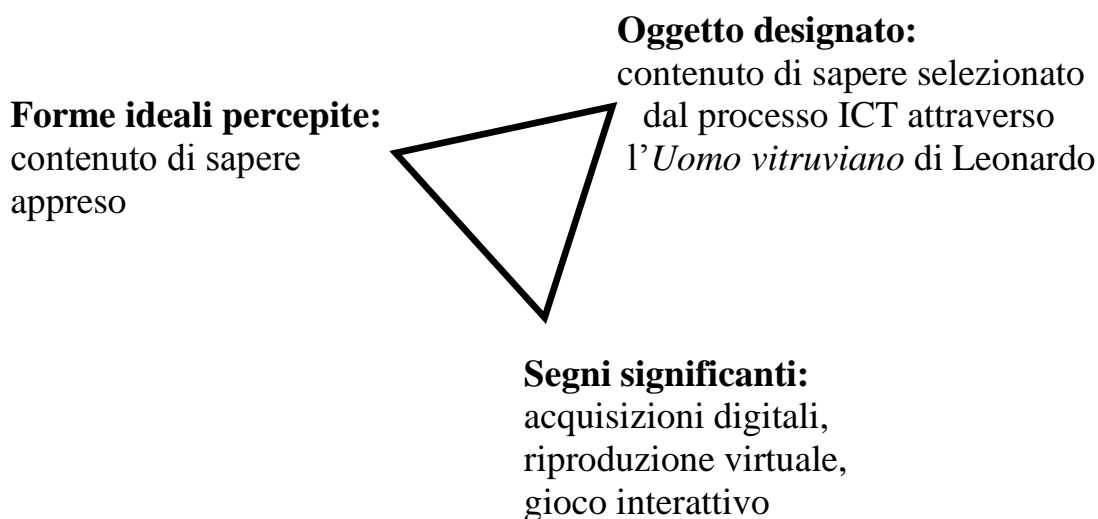 Oggetto designato:
contenuto di sapere selezionato
dal processo ICT attraverso
l’Uomo vitruviano di Leonardo
Forme ideali percepite:
contenuto di sapere
appreso
Segni significanti:
acquisizioni digitali,
riproduzione virtuale,
gioco interattivo